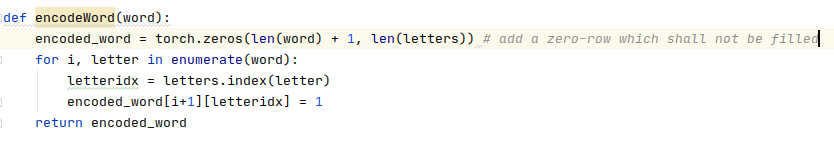 def encodeWord(word):
    encoded_word = torch.zeros(len(word) + 1, len(letters)) # add a zero-row which shall not be filled
    for i, letter in enumerate(word):
        letteridx = letters.index(letter)
        encoded_word[i+1][letteridx] = 1
    return encoded_word